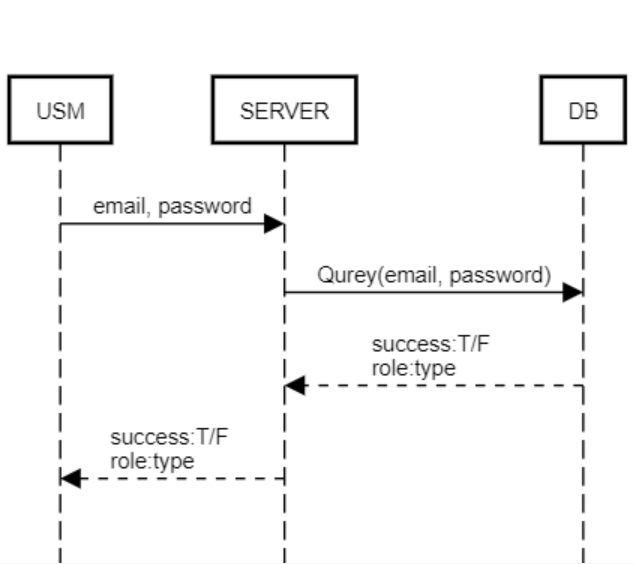 USM
SERVER
DB
email, password
Qurey(email, password)
success:T/F
role:type
success:T/F
role:type